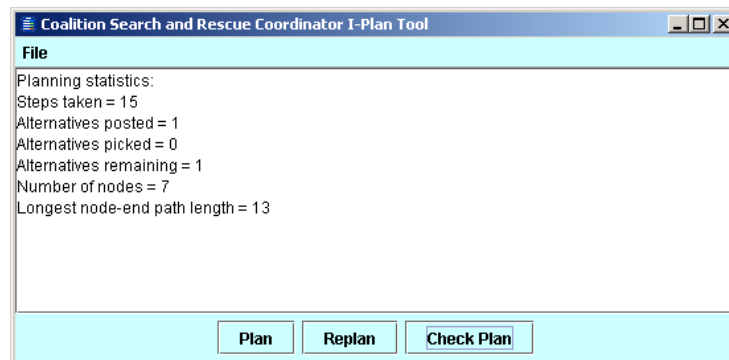 Coalition Search and Rescue Coordinator I-Plan Tool
File
Planning statistics:
Steps taken = 15
Alternatives posted = 1
Alternatives picked = 0
Alternatives remaining = 1
Number of nodes = 7
Longest node-end path length = 13
Plan Replan Check Plan